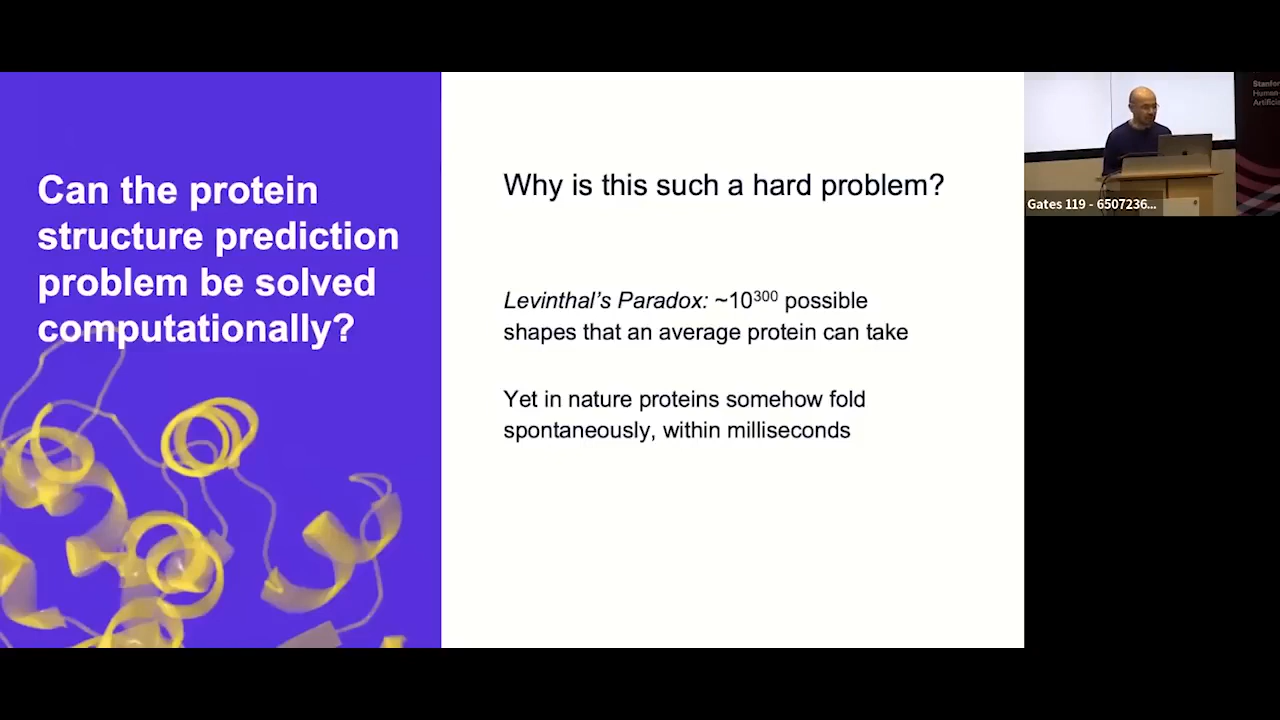 Can the protein
structure prediction
problem be solved
computationally?
Why is this such a hard problem?
Levinthal's Paradox: ~10³⁰⁰ possible
shapes that an average protein can take
Yet in nature proteins somehow fold
spontaneously, within milliseconds
Gates 119 - 6507236...